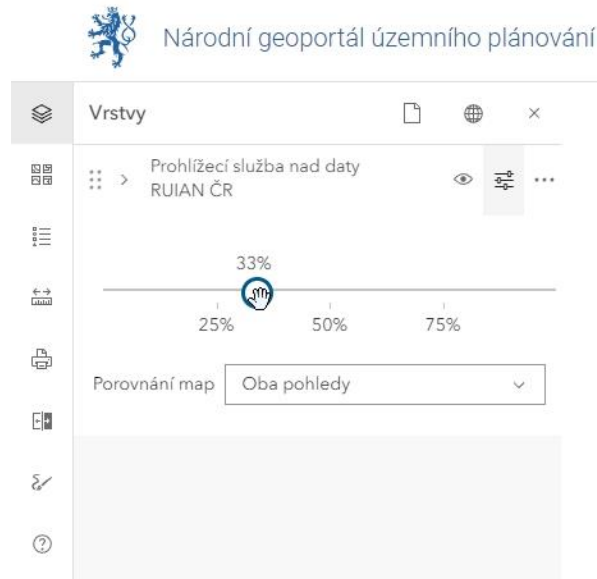 Národní geoportál územního plánování
Vrstvy
Prohlížecí služba nad daty
RUIAN ČR
33%
25% 50% 75%
Porovnání map Oba pohledy